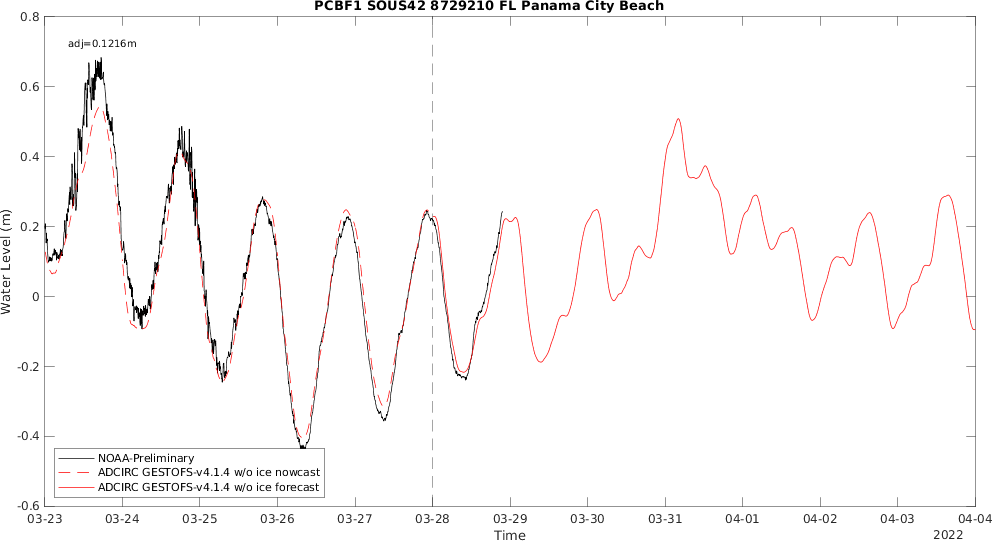 PCBF1 SOUS42 8729210 FL Panama City Beach
adj=0.1216m
0.8
0.6
0.4
0.2
0
-0.2
-0.4
-0.6
Water Level (m)
NOAA-Preliminary
ADCIRC GESTOFS-v4.1.4 w/o ice nowcast
ADCIRC GESTOFS-v4.1.4 w/o ice forecast
03-23 03-24 03-25 03-26 03-27 03-28 03-29 03-30 03-31 04-01 04-02 04-03 04-04
Time
2022